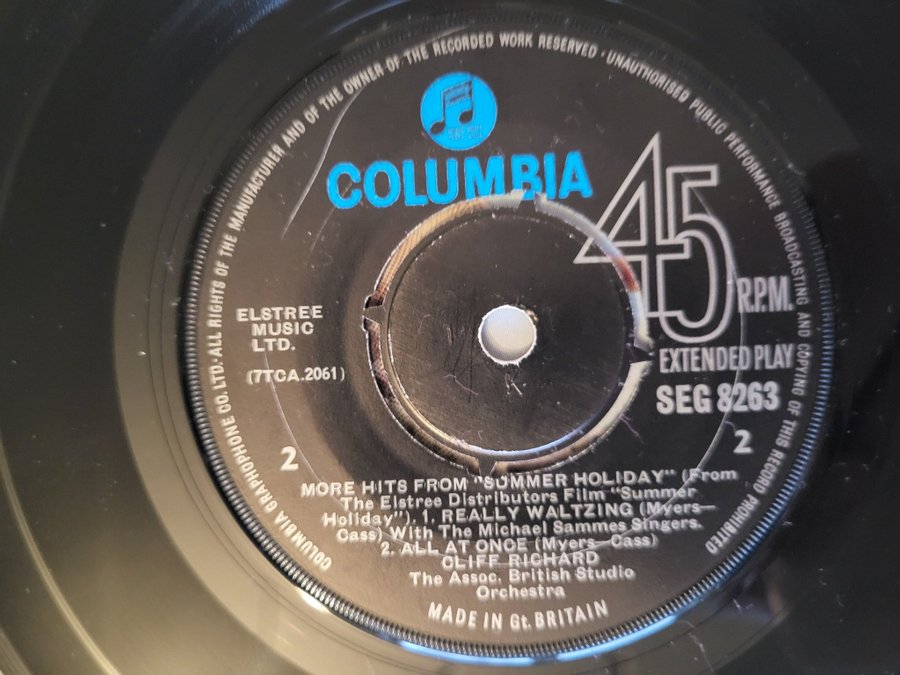 COLUMBIA GRAPHOPHONE CO. LTD. ALL RIGHTS OF THE MANUFACTURER AND OF THE OWNER OF THE RECORDED WORK RESERVED · UNAUTHORISED PUBLIC PERFORMANCE BROADCASTING AND COPYING OF THIS RECORD PROHIBITED
COLUMBIA
45
R.P.M.
EXTENDED PLAY
SEG 8263
ELSTREE
MUSIC
LTD.
(7TCA.2061)
K
2
2
MORE HITS FROM "SUMMER HOLIDAY" (From
The Elstree Distributors Film "Summer
Holiday"). 1. REALLY WALTZING (Myers—
Cass) With The Michael Sammes Singers.
2. ALL AT ONCE (Myers—Cass)
CLIFF RICHARD
The Assoc. British Studio
Orchestra
MADE IN Gt. BRITAIN